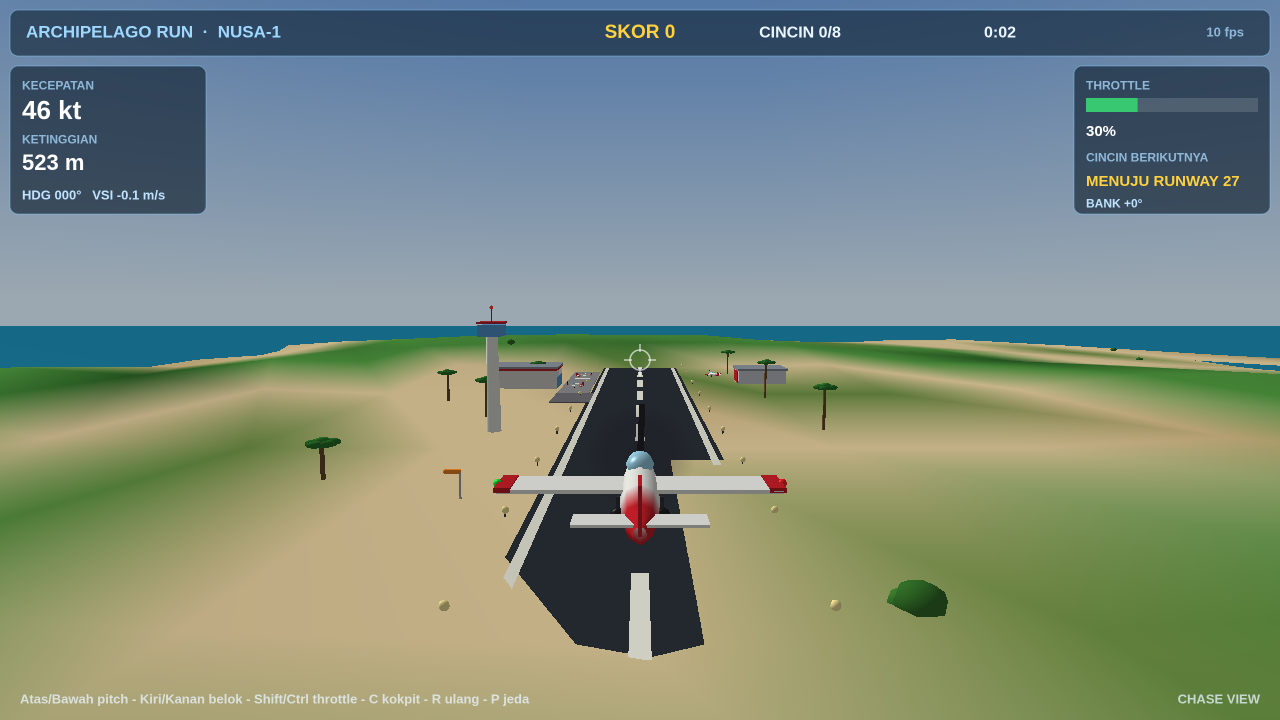 ARCHIPELAGO RUN · NUSA-1
SKOR 0
CINCIN 0/8
0:02
10 fps
KECEPATAN
46 kt
KETINGGIAN
523 m
HDG 000° VSI -0.1 m/s
THROTTLE
30%
CINCIN BERIKUTNYA
MENUJU RUNWAY 27
BANK +0°
Atas/Bawah pitch - Kiri/Kanan belok - Shift/Ctrl throttle - C kokpit - R ulang - P jeda
CHASE VIEW